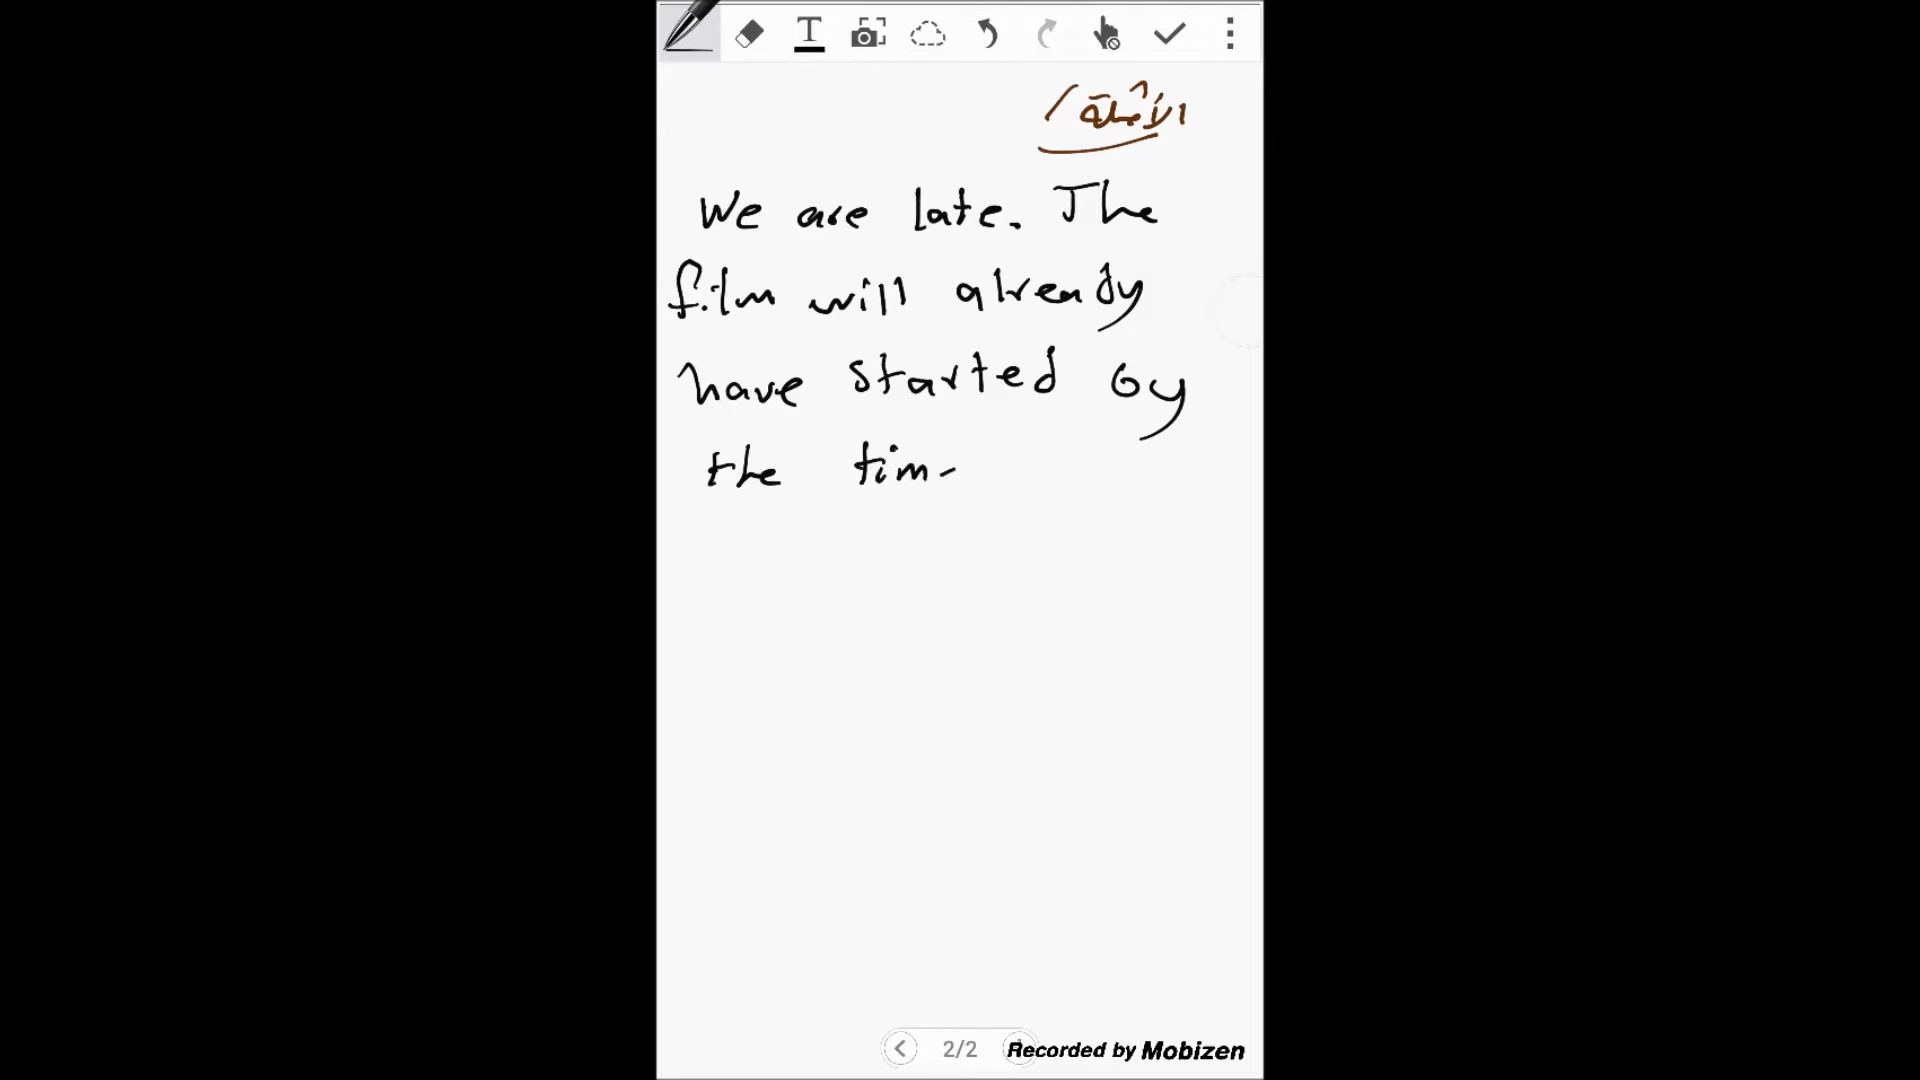 الأمثلة /
We are late. The
film will already
have started by
the tim
2/2
Recorded by Mobizen